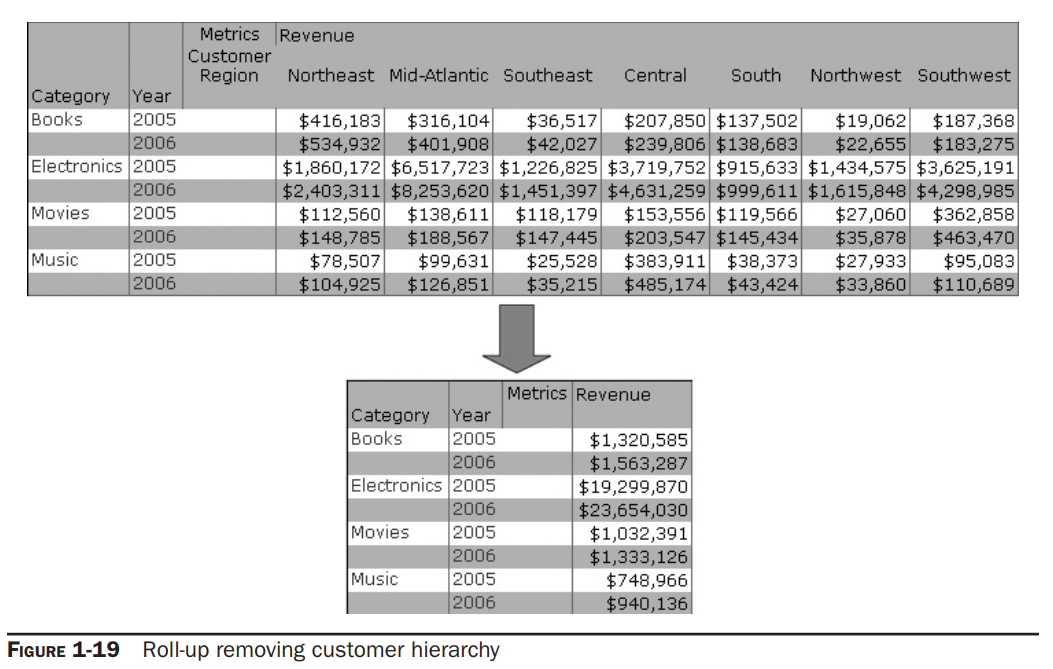 Metrics Revenue
Customer
Region Northeast Mid-Atlantic Southeast Central South Northwest Southwest
Category Year
Books 2005 $416,183 $316,104 $36,517 $207,850 $137,502 $19,062 $187,368
2006 $534,932 $401,908 $42,027 $239,806 $138,683 $22,655 $183,275
Electronics 2005 $1,860,172 $6,517,723 $1,226,825 $3,719,752 $915,633 $1,434,575 $3,625,191
2006 $2,403,311 $8,253,620 $1,451,397 $4,631,259 $999,611 $1,615,848 $4,298,985
Movies 2005 $112,560 $138,611 $118,179 $153,556 $119,566 $27,060 $362,858
2006 $148,785 $188,567 $147,445 $203,547 $145,434 $35,878 $463,470
Music 2005 $78,507 $99,631 $25,528 $383,911 $38,373 $27,933 $95,083
2006 $104,925 $126,851 $35,215 $485,174 $43,424 $33,860 $110,689
Metrics Revenue
Category Year
Books 2005 $1,320,585
2006 $1,563,287
Electronics 2005 $19,299,870
2006 $23,654,030
Movies 2005 $1,032,391
2006 $1,333,126
Music 2005 $748,966
2006 $940,136
FIGURE 1-19 Roll-up removing customer hierarchy